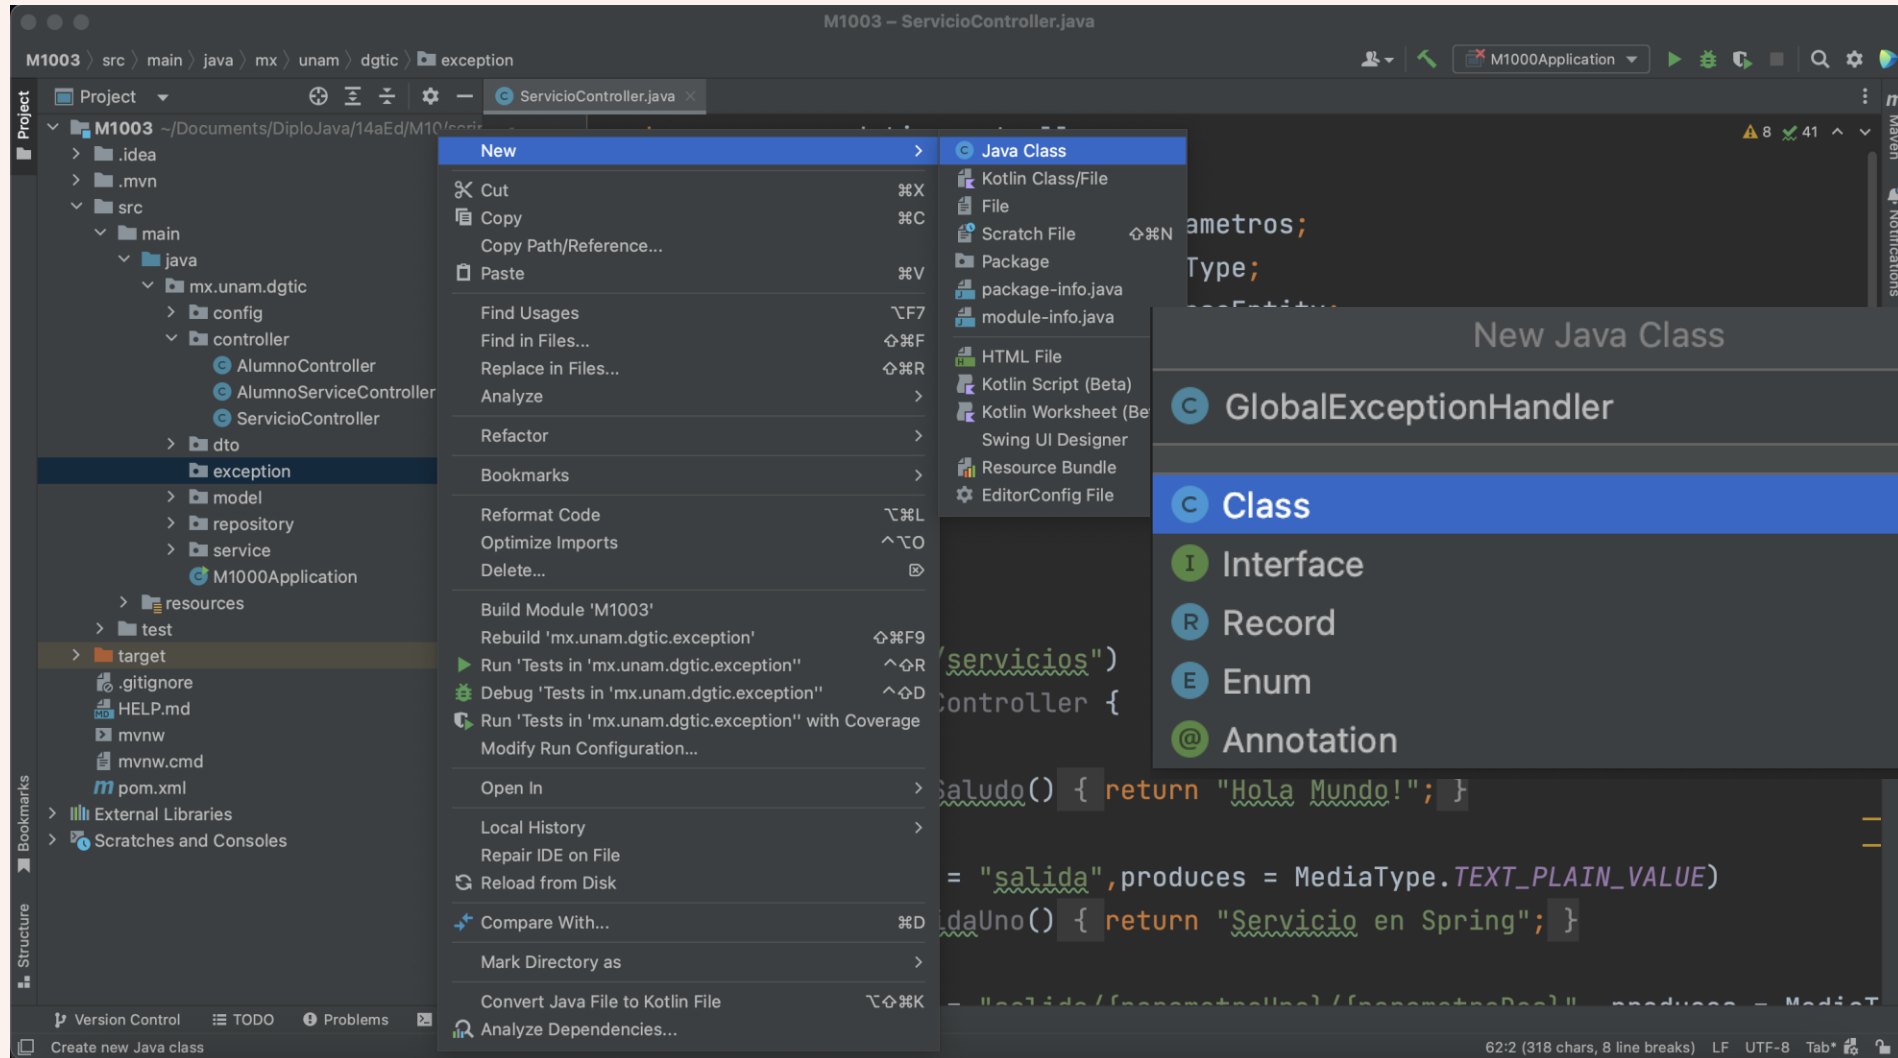 M1003 – ServicioController.java
M1003 src main java mx unam dgtic exception
M1000Application
Project
ServicioController.java
Project
M1003 ~/Documents/DiploJava/14aEd/M10/scrip
.idea
.mvn
src
main
java
mx.unam.dgtic
config
controller
AlumnoController
AlumnoServiceController
ServicioController
dto
exception
model
repository
service
M1000Application
resources
test
target
.gitignore
HELP.md
mvnw
mvnw.cmd
pom.xml
External Libraries
Scratches and Consoles
Bookmarks
Structure
New
Cut ⌘X
Copy ⌘C
Copy Path/Reference...
Paste ⌘V
Find Usages ⌥F7
Find in Files... ⇧⌘F
Replace in Files... ⇧⌘R
Analyze
Refactor
Bookmarks
Reformat Code ⌥⌘L
Optimize Imports ^⌥O
Delete... ⌦
Build Module 'M1003'
Rebuild 'mx.unam.dgtic.exception' ⇧⌘F9
Run 'Tests in 'mx.unam.dgtic.exception'' ^⇧R
Debug 'Tests in 'mx.unam.dgtic.exception'' ^⇧D
Run 'Tests in 'mx.unam.dgtic.exception'' with Coverage
Modify Run Configuration...
Open In
Local History
Repair IDE on File
Reload from Disk
Compare With... ⌘D
Mark Directory as
Convert Java File to Kotlin File ⌥⇧⌘K
Analyze Dependencies...
Java Class
Kotlin Class/File
File
Scratch File ⇧⌘N
Package
package-info.java
module-info.java
HTML File
Kotlin Script (Beta)
Kotlin Worksheet (Be
Swing UI Designer
Resource Bundle
EditorConfig File
8 41
ametros;
Type;
New Java Class
GlobalExceptionHandler
Class
Interface
Record
Enum
Annotation
/servicios")
Controller {
Saludo() { return "Hola Mundo!"; }
= "salida",produces = MediaType.TEXT_PLAIN_VALUE)
idaUno() { return "Servicio en Spring"; }
= "salida/{parametroUno}/{parametroDos}", produces = MediaT
Maven
Notifications
Version Control TODO Problems
Create new Java class
62:2 (318 chars, 8 line breaks) LF UTF-8 Tab*